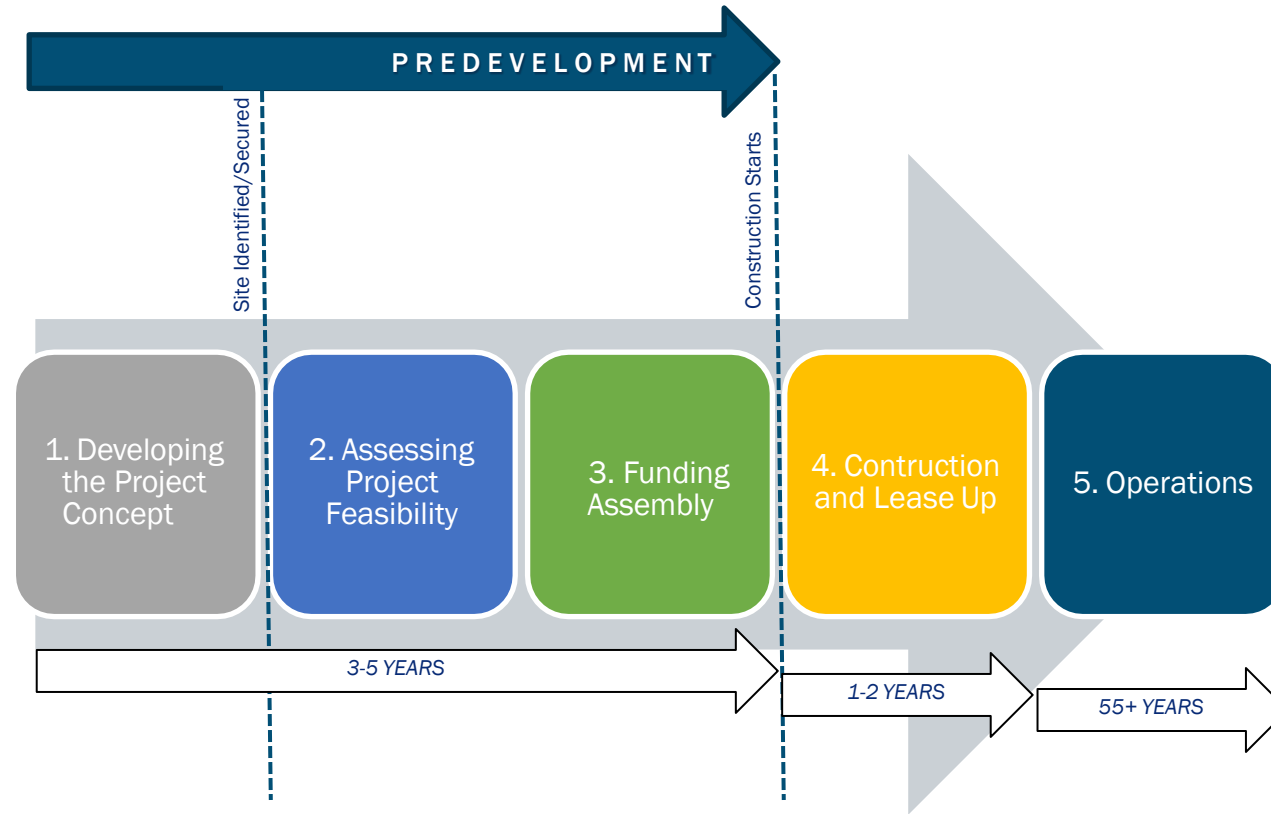 PREDEVELOPMENT
Site Identified/Secured
Construction Starts
1. Developing
the Project
Concept
2. Assessing
Project
Feasibility
3. Funding
Assembly
4. Contruction
and Lease Up
5. Operations
3-5 YEARS
1-2 YEARS
55+ YEARS